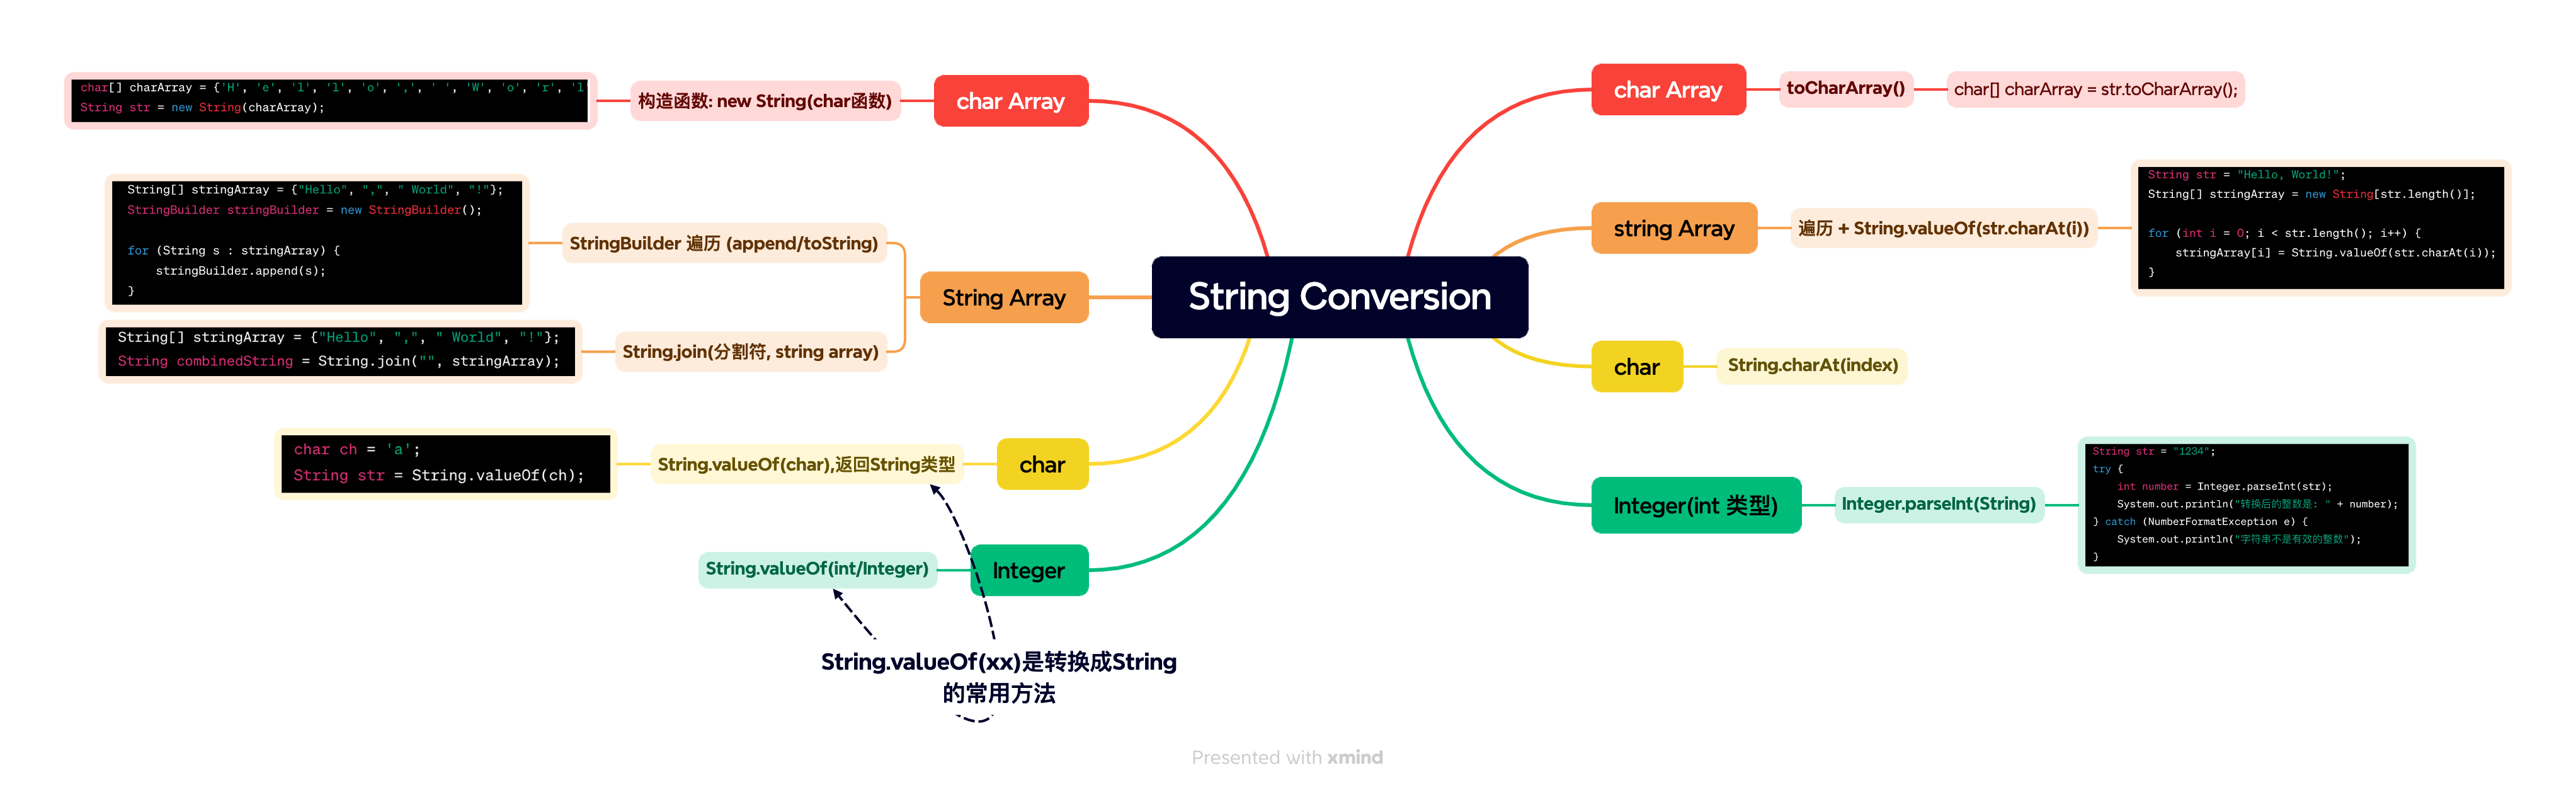 String Conversion
char Array
toCharArray()
char[] charArray = str.toCharArray();
string Array
遍历 + String.valueOf(str.charAt(i))
String str = "Hello, World!";
String[] stringArray = new String[str.length()];
for (int i = 0; i < str.length(); i++) {
stringArray[i] = String.valueOf(str.charAt(i));
}
char
String.charAt(index)
Integer(int 类型)
Integer.parseInt(String)
String str = "1234";
try {
int number = Integer.parseInt(str);
System.out.println("转换后的整数是: " + number);
} catch (NumberFormatException e) {
System.out.println("字符串不是有效的整数");
}
char Array
构造函数: new String(char函数)
char[] charArray = {'H', 'e', 'l', 'l', 'o', ',', ' ', 'W', 'o', 'r', 'l
String str = new String(charArray);
String Array
StringBuilder 遍历 (append/toString)
String[] stringArray = {"Hello", ",", " World", "!"};
StringBuilder stringBuilder = new StringBuilder();
for (String s : stringArray) {
stringBuilder.append(s);
}
String.join(分割符, string array)
String[] stringArray = {"Hello", ",", " World", "!"};
String combinedString = String.join("", stringArray);
char
String.valueOf(char),返回String类型
char ch = 'a';
String str = String.valueOf(ch);
Integer
String.valueOf(int/Integer)
String.valueOf(xx)是转换成String
的常用方法
Presented with xmind